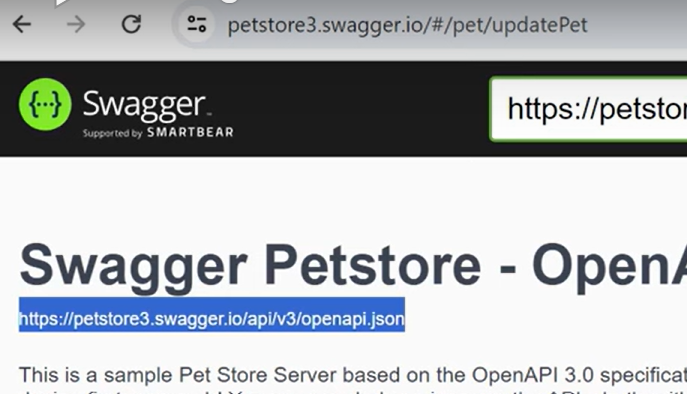 petstore3.swagger.io/#/pet/updatePet
{···} Swagger
Supported by SMARTBEAR
https://petstor
Swagger Petstore - OpenA
https://petstore3.swagger.io/api/v3/openapi.json
This is a sample Pet Store Server based on the OpenAPI 3.0 specificat